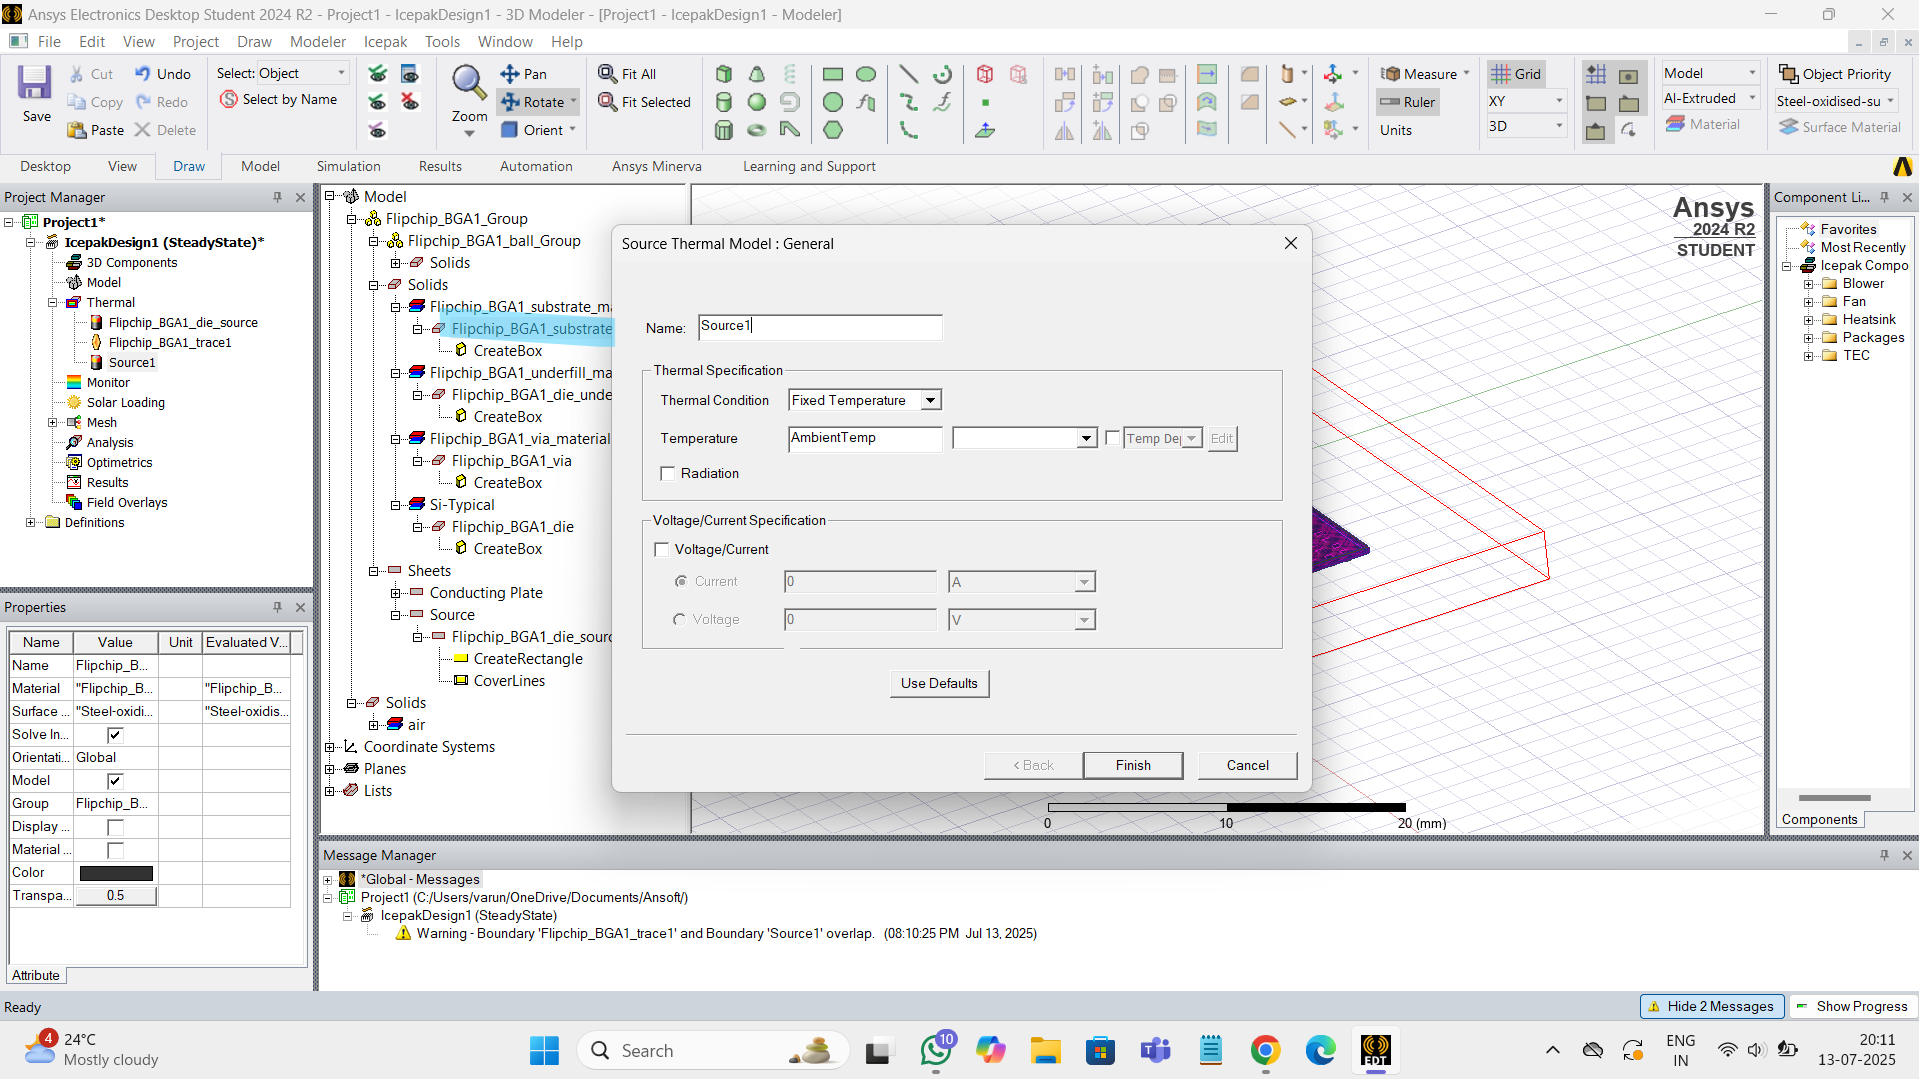 Ansys Electronics Desktop Student 2024 R2 - Project1 - IcepakDesign1 - 3D Modeler - [Project1 - IcepakDesign1 - Modeler]
File Edit View Project Draw Modeler Icepak Tools Window Help
Save
Cut
Copy
Paste
Undo
Redo
Delete
Select: Object
Select by Name
Zoom
Pan
Rotate
Orient
Fit All
Fit Selected
Measure
Ruler
Units
Grid
XY
3D
Model
Al-Extruded
Material
Object Priority
Steel-oxidised-su
Surface Material
Desktop View Draw Model Simulation Results Automation Ansys Minerva Learning and Support
Project Manager
Project1*
IcepakDesign1 (SteadyState)*
3D Components
Model
Thermal
Flipchip_BGA1_die_source
Flipchip_BGA1_trace1
Source1
Monitor
Solar Loading
Mesh
Analysis
Optimetrics
Results
Field Overlays
Definitions
Properties
Name Value Unit Evaluated V...
Name Flipchip_B...
Material "Flipchip_B... "Flipchip_B...
Surface ... "Steel-oxidi... "Steel-oxidis...
Solve In...
Orientati... Global
Model
Group Flipchip_B...
Display ...
Material ...
Color
Transpa... 0.5
Attribute
Model
Flipchip_BGA1_Group
Flipchip_BGA1_ball_Group
Solids
Solids
Flipchip_BGA1_substrate_ma
Flipchip_BGA1_substrate
CreateBox
Flipchip_BGA1_underfill_ma
Flipchip_BGA1_die_unde
CreateBox
Flipchip_BGA1_via_material
Flipchip_BGA1_via
CreateBox
Si-Typical
Flipchip_BGA1_die
CreateBox
Sheets
Conducting Plate
Source
Flipchip_BGA1_die_sourc
CreateRectangle
CoverLines
Solids
air
Coordinate Systems
Planes
Lists
Source Thermal Model : General
Name: Source1
Thermal Specification
Thermal Condition Fixed Temperature
Temperature AmbientTemp Temp Dep Edit
Radiation
Voltage/Current Specification
Voltage/Current
Current 0 A
Voltage 0 V
Use Defaults
< Back Finish Cancel
Ansys
2024 R2
STUDENT
0 10 20 (mm)
Component Li...
Favorites
Most Recently
Icepak Compo
Blower
Fan
Heatsink
Packages
TEC
Components
Message Manager
*Global - Messages
Project1 (C:/Users/varun/OneDrive/Documents/Ansoft/)
IcepakDesign1 (SteadyState)
Warning - Boundary 'Flipchip_BGA1_trace1' and Boundary 'Source1' overlap. (08:10:25 PM Jul 13, 2025)
Ready
Hide 2 Messages
Show Progress
4
24°C
Mostly cloudy
Search
10
EDT
ENG
IN
20:11
13-07-2025